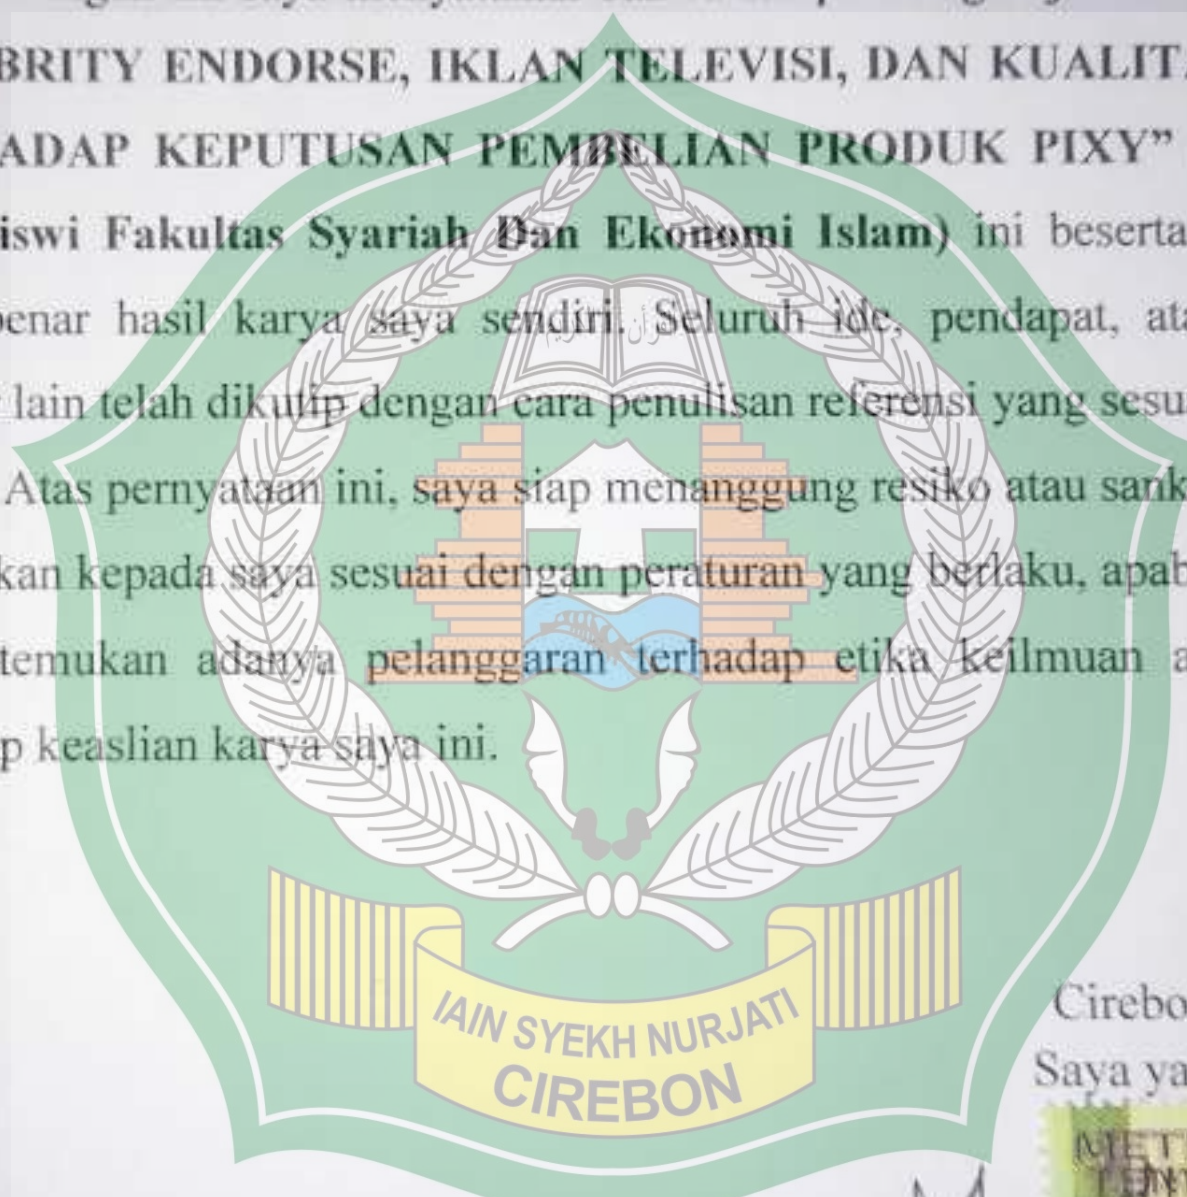 BRITY ENDORSE, IKLAN TELEVISI, DAN KUALIT
ADAP KEPUTUSAN PEMBELIAN PRODUK PIXY”
iswi Fakultas Syariah Dan Ekonomi Islam) ini beserta
benar hasil karya saya sendiri. Seluruh ide, pendapat, ata
lain telah dikutip dengan cara penulisan referensi yang sesu
Atas pernyataan ini, saya siap menanggung resiko atau sank
kan kepada saya sesuai dengan peraturan yang berlaku, apab
temukan adanya pelanggaran terhadap etika keilmuan a
p keaslian karya saya ini.
IAIN SYEKH NURJATI
CIREBON
Cirebo
Saya ya
MET